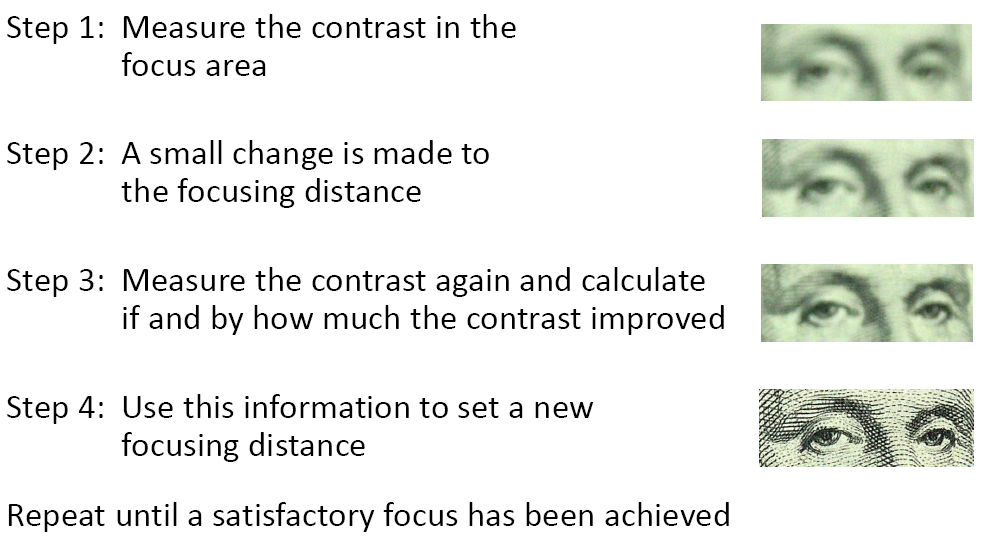 Step 1: Measure the contrast in the
focus area
Step 2: A small change is made to
the focusing distance
Step 3: Measure the contrast again and calculate
if and by how much the contrast improved
Step 4: Use this information to set a new
focusing distance
Repeat until a satisfactory focus has been achieved